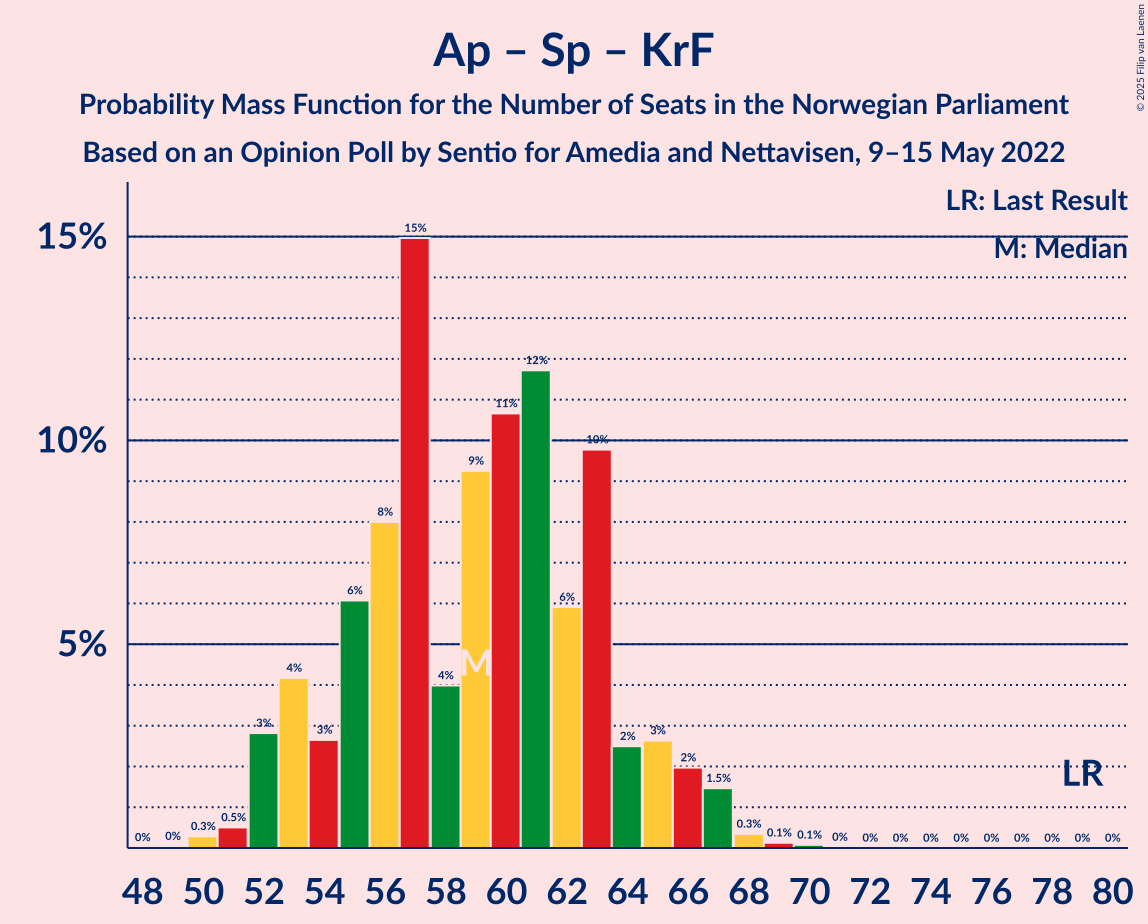 Ap – Sp – KrF
Probability Mass Function for the Number of Seats in the Norwegian Parliament
Based on an Opinion Poll by Sentio for Amedia and Nettavisen, 9–15 May 2022
© 2025 Filip van Laenen
LR: Last Result
M: Median
15%
10%
5%
0% 0% 0.3% 0.5% 3% 4% 3% 6% 8% 15% 4% 9% 11% 12% 6% 10% 2% 3% 2% 1.5% 0.3% 0.1% 0.1% 0% 0% 0% 0% 0% 0% 0% 0% 0% 0%
M
LR
48 50 52 54 56 58 60 62 64 66 68 70 72 74 76 78 80